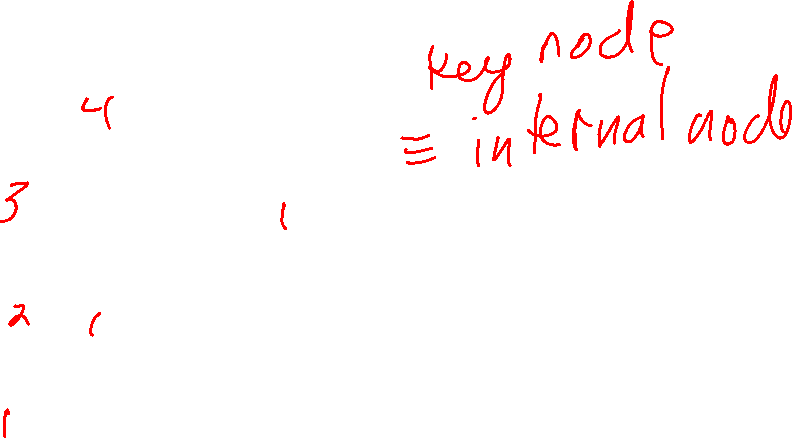 key node
4
≡ internal node
3 1
2 1
1